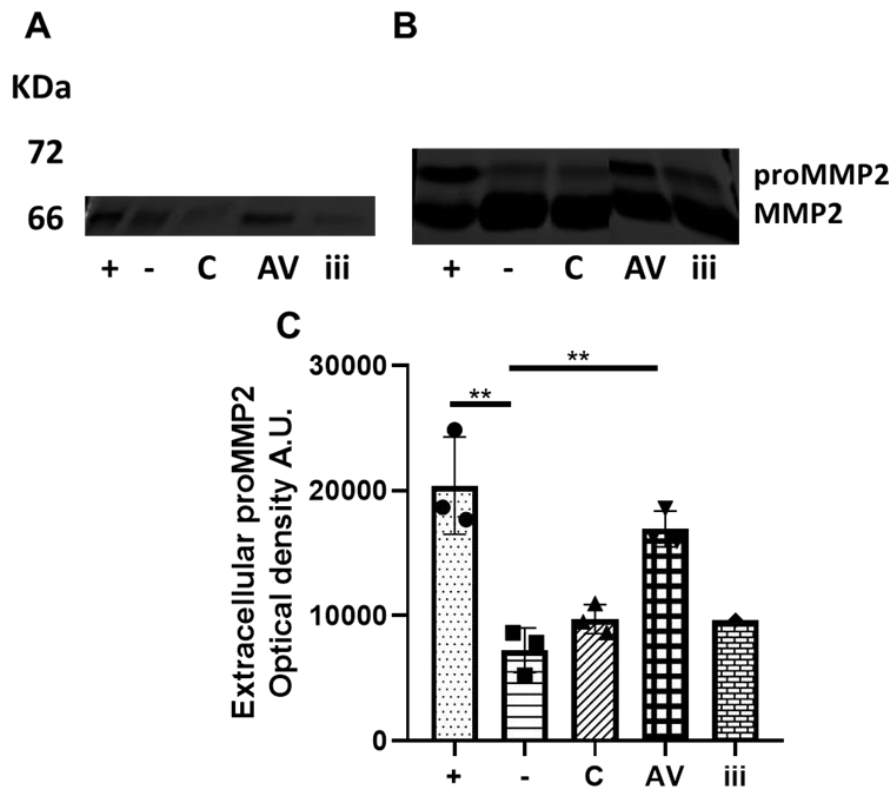 A
KDa
72
66
+ - C AV iii
B
proMMP2
MMP2
+ - C AV iii
C
Extracellular proMMP2
Optical density A.U.
30000
20000
10000
0
**
**
+ - C AV iii